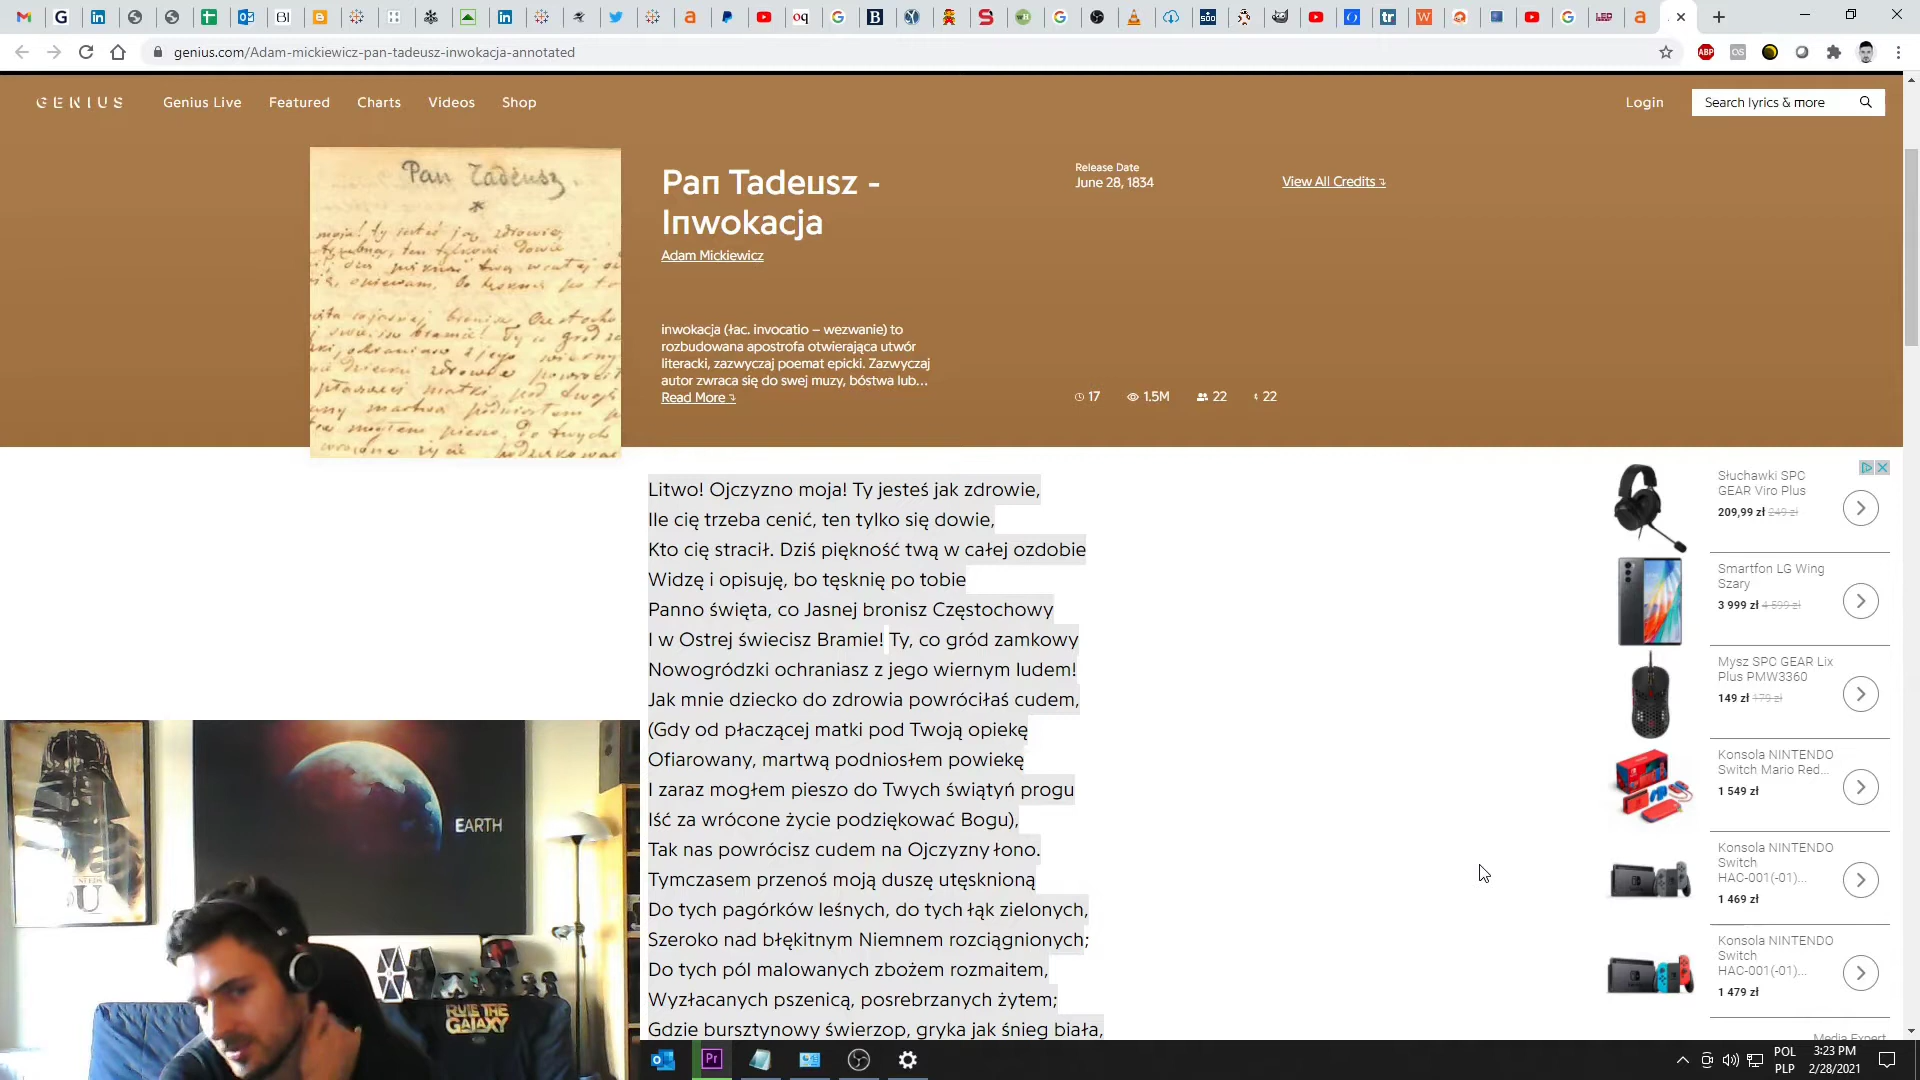 genius.com/Adam-mickiewicz-pan-tadeusz-inwokacja-annotated
GENIUS
Genius Live
Featured
Charts
Videos
Shop
Login
Search lyrics & more
Pan Tadeusz
Pan Tadeusz -
Inwokacja
Adam Mickiewicz
Release Date
June 28, 1834
View All Credits
inwokacja (łac. invocatio – wezwanie) to
rozbudowana apostrofa otwierająca utwór
literacki, zazwyczaj poemat epicki. Zazwyczaj
autor zwraca się do swej muzy, bóstwa lub...
Read More
17
1.5M
22
22
Litwo! Ojczyzno moja! Ty jesteś jak zdrowie,
Ile cię trzeba cenić, ten tylko się dowie,
Kto cię stracił. Dziś piękność twą w całej ozdobie
Widzę i opisuję, bo tęsknię po tobie
Panno święta, co Jasnej bronisz Częstochowy
I w Ostrej świecisz Bramie! Ty, co gród zamkowy
Nowogródzki ochraniasz z jego wiernym ludem!
Jak mnie dziecko do zdrowia powróciłaś cudem,
(Gdy od płaczącej matki pod Twoją opiekę
Ofiarowany, martwą podniosłem powiekę
I zaraz mogłem pieszo do Twych świątyń progu
Iść za wrócone życie podziękować Bogu),
Tak nas powrócisz cudem na Ojczyzny łono.
Tymczasem przenoś moją duszę utęsknioną
Do tych pagórków leśnych, do tych łąk zielonych,
Szeroko nad błękitnym Niemnem rozciągnionych;
Do tych pól malowanych zbożem rozmaitem,
Wyzłacanych pszenicą, posrebrzanych żytem;
Gdzie bursztynowy świerzop, gryka jak śnieg biała,
Słuchawki SPC
GEAR Viro Plus
209,99 zł 249 zł
Smartfon LG Wing
Szary
3 999 zł 4 599 zł
Mysz SPC GEAR Lix
Plus PMW3360
149 zł 179 zł
Konsola NINTENDO
Switch Mario Red...
1 549 zł
Konsola NINTENDO
Switch
HAC-001(-01)...
1 469 zł
Konsola NINTENDO
Switch
HAC-001(-01)...
1 479 zł
Media Expert
EARTH
RULE THE
GALAXY
POL
PLP
3:23 PM
2/28/2021